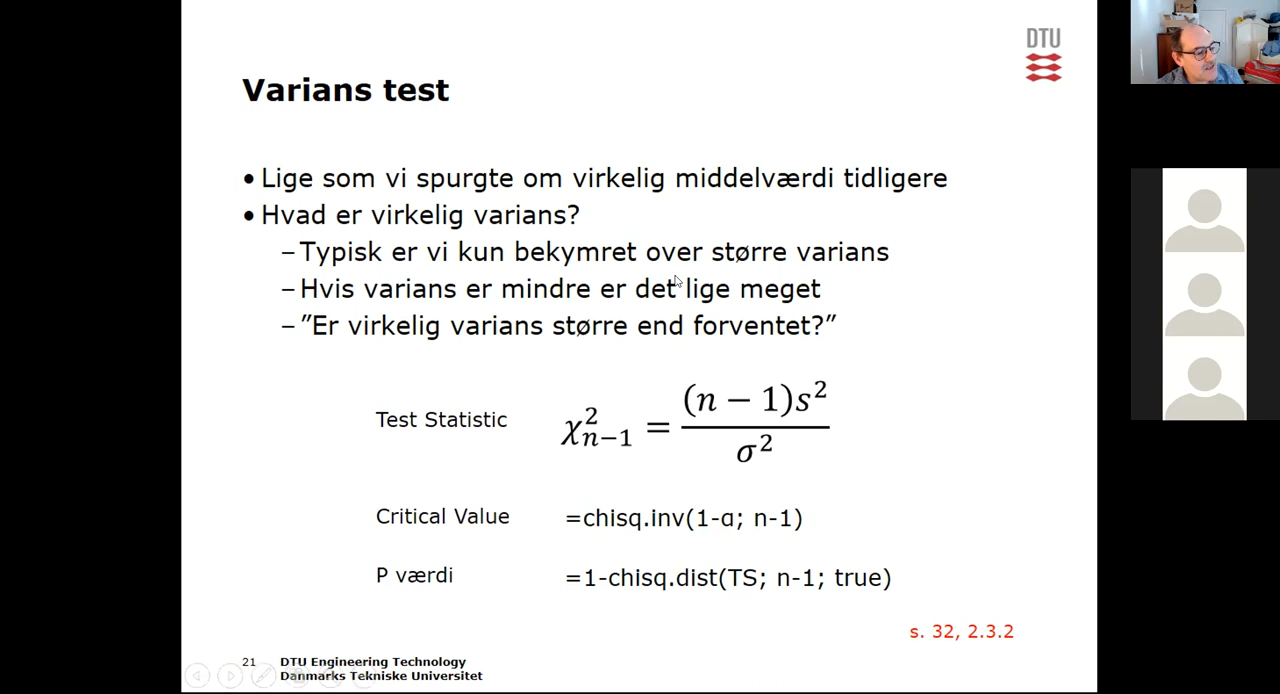 DTU
Varians test
• Lige som vi spurgte om virkelig middelværdi tidligere
• Hvad er virkelig varians?
– Typisk er vi kun bekymret over større varians
– Hvis varians er mindre er det lige meget
– ”Er virkelig varians større end forventet?”
Test Statistic χ²ₙ₋₁ = (n − 1)s² / σ²
Critical Value =chisq.inv(1-α; n-1)
P værdi =1-chisq.dist(TS; n-1; true)
s. 32, 2.3.2
21 DTU Engineering Technology
Danmarks Tekniske Universitet